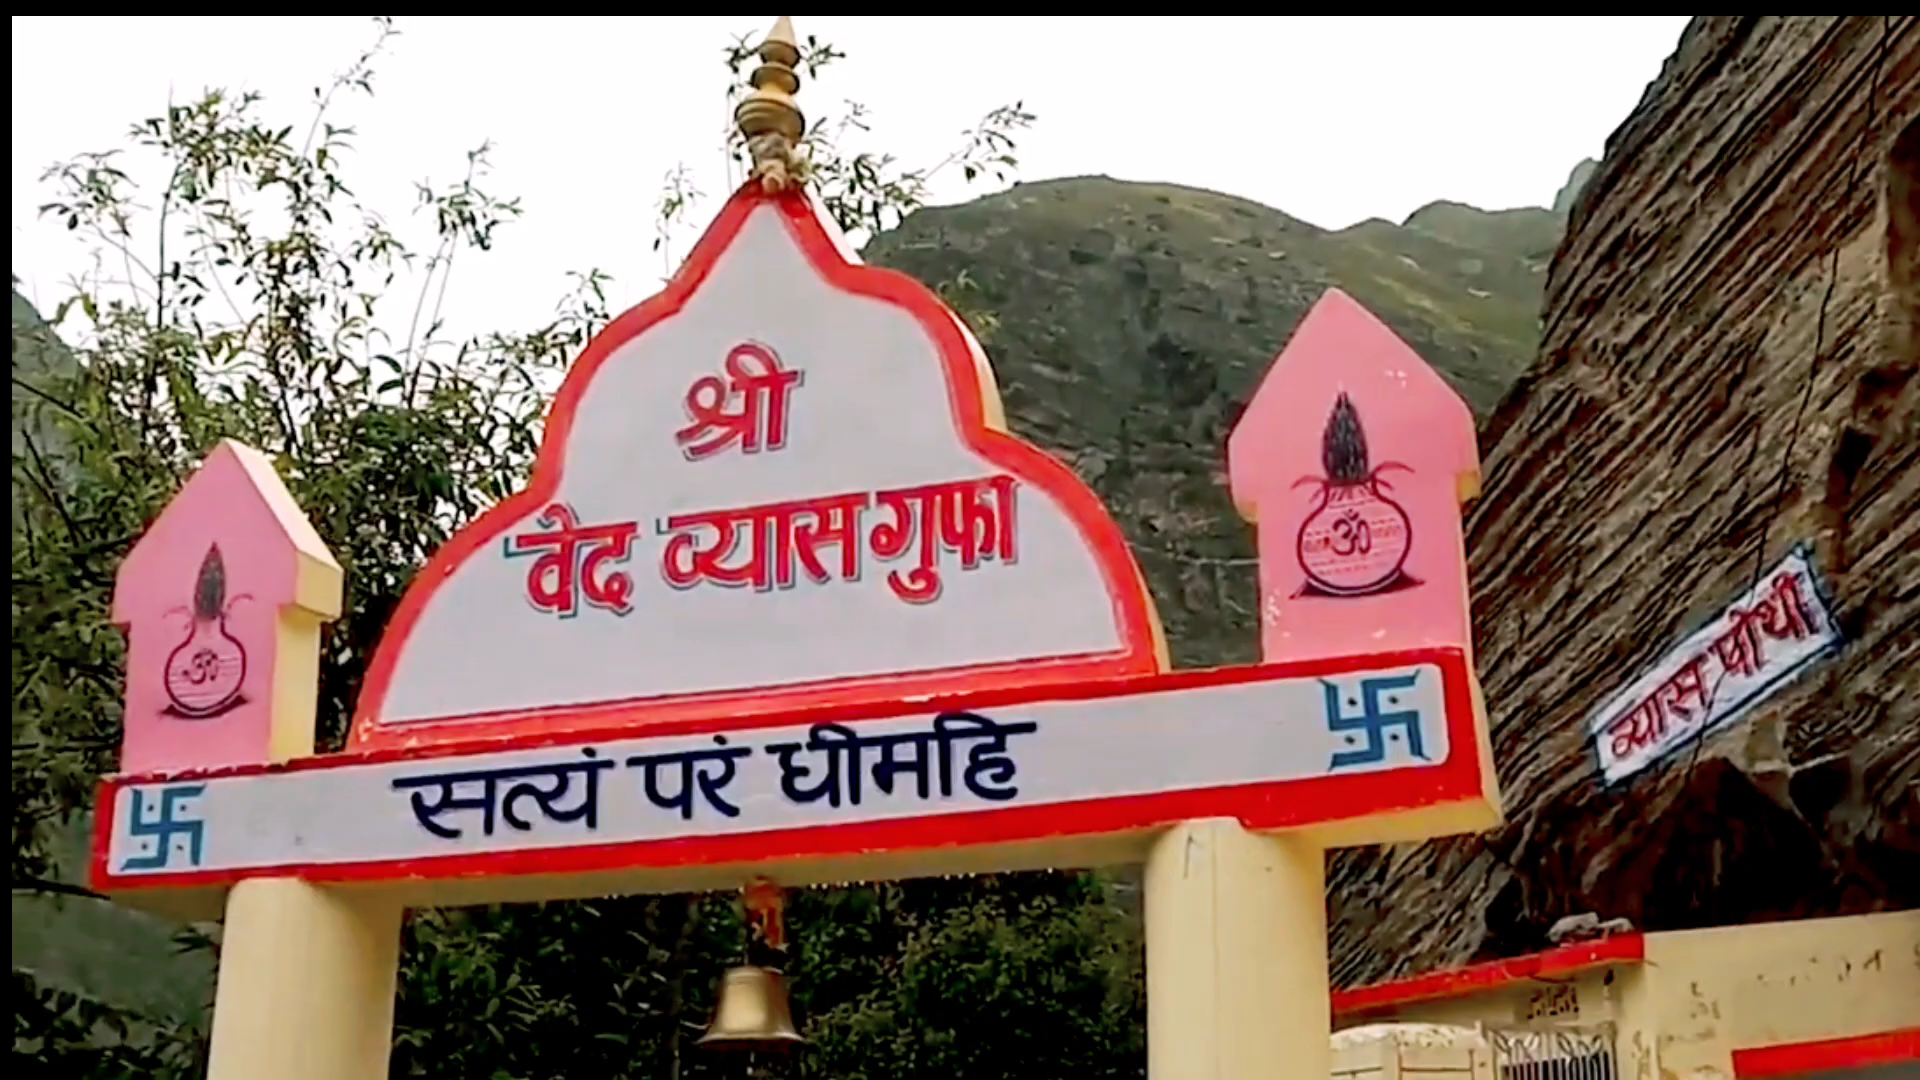 श्री
वेद व्यास गुफा
सत्यं परं धीमहि
व्यास पोथी
ॐ
ॐ